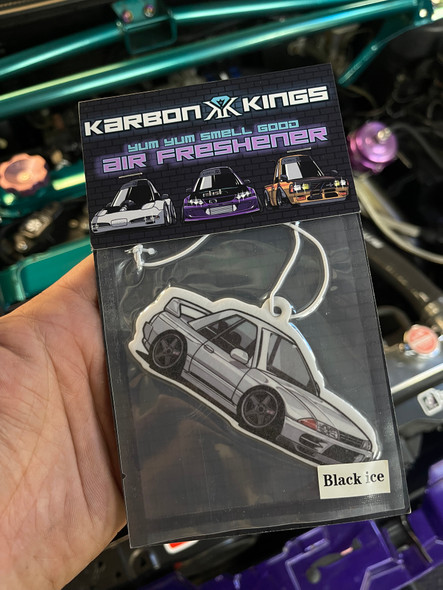 KARBON KINGS
YUM YUM SMELL GOOD
AIR FRESHENER
Black ice